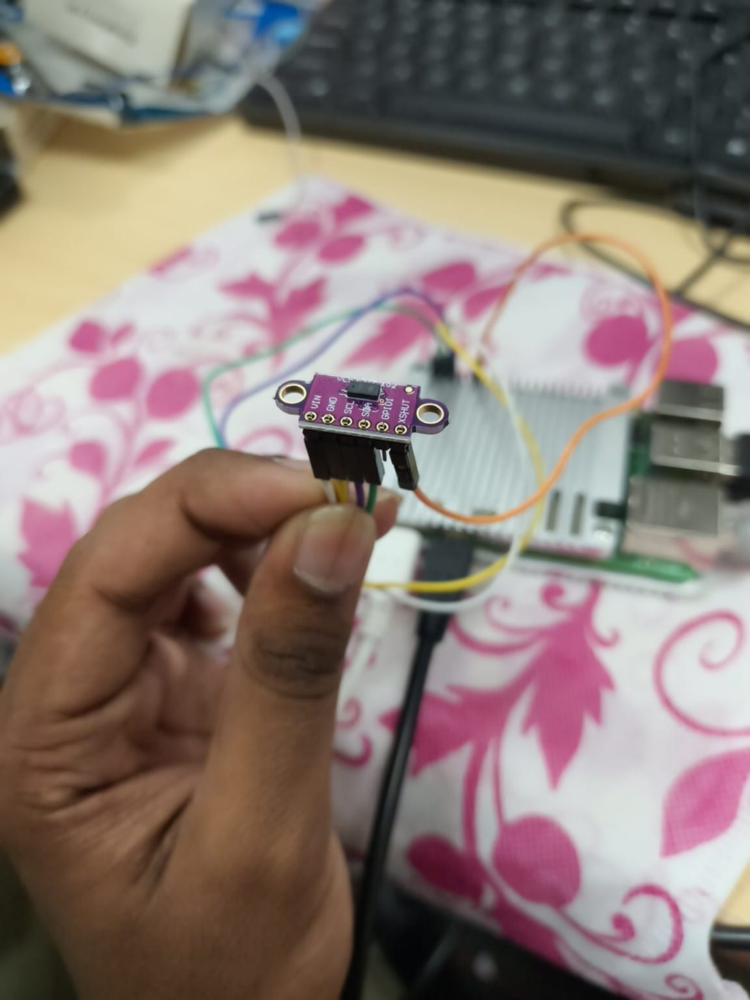 VIN
GND
SCL
SDA
GPIO1
XSHUT